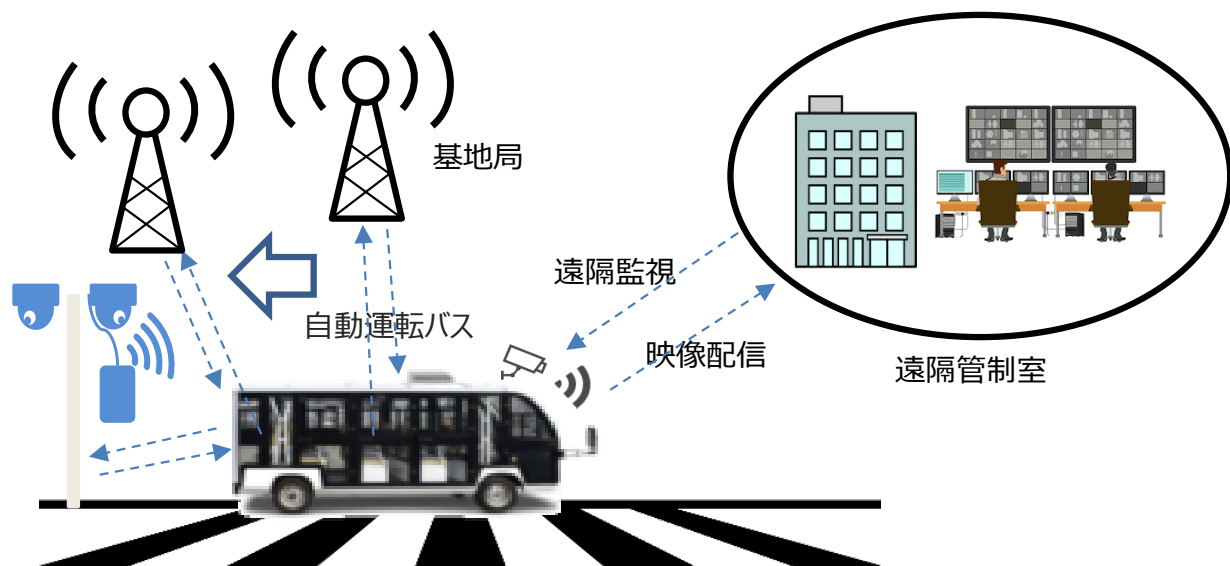 基地局
遠隔監視
自動運転バス
映像配信
遠隔管制室